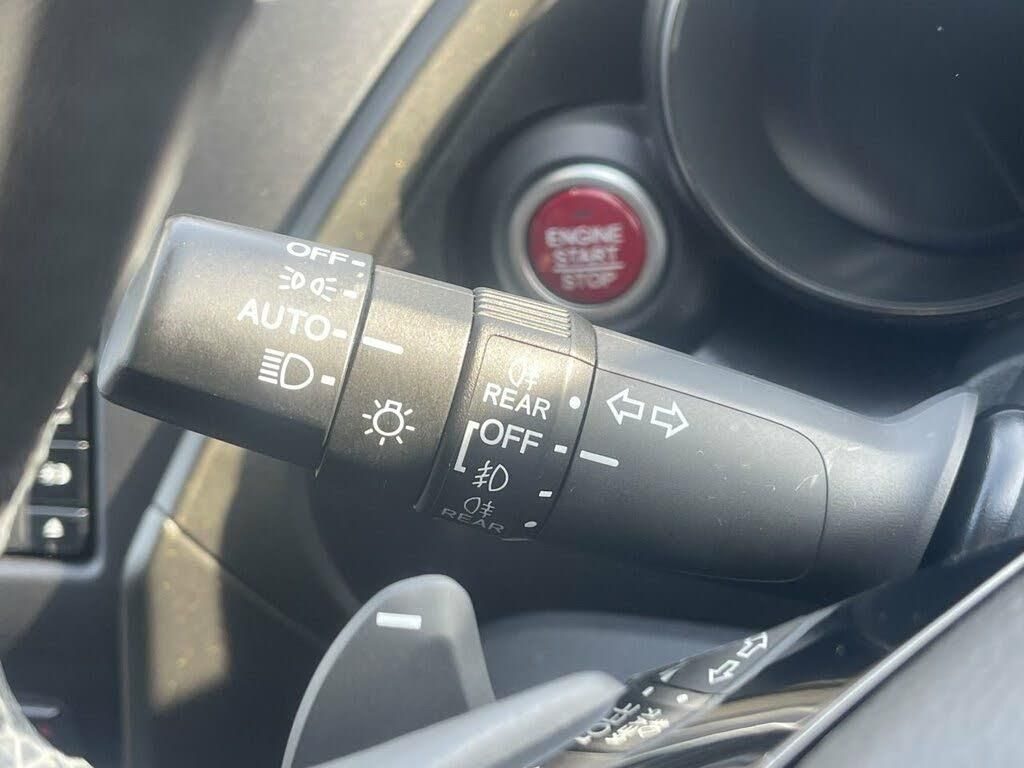 OFF
AUTO
REAR
OFF
REAR
ENGINE
START
STOP